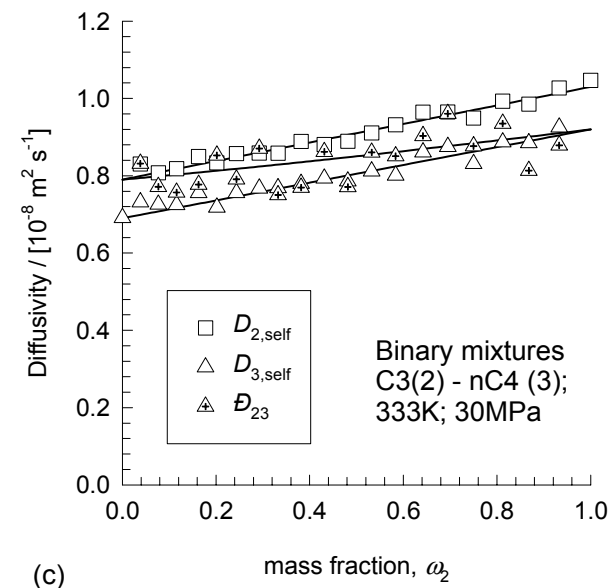 Diffusivity / [10⁻⁸ m² s⁻¹]
1.2
1.0
0.8
0.6
0.4
0.2
0.0
D₂,self
D₃,self
Đ₂₃
Binary mixtures
C3(2) - nC4 (3);
333K; 30MPa
0.0 0.2 0.4 0.6 0.8 1.0
mass fraction, ω₂
(c)